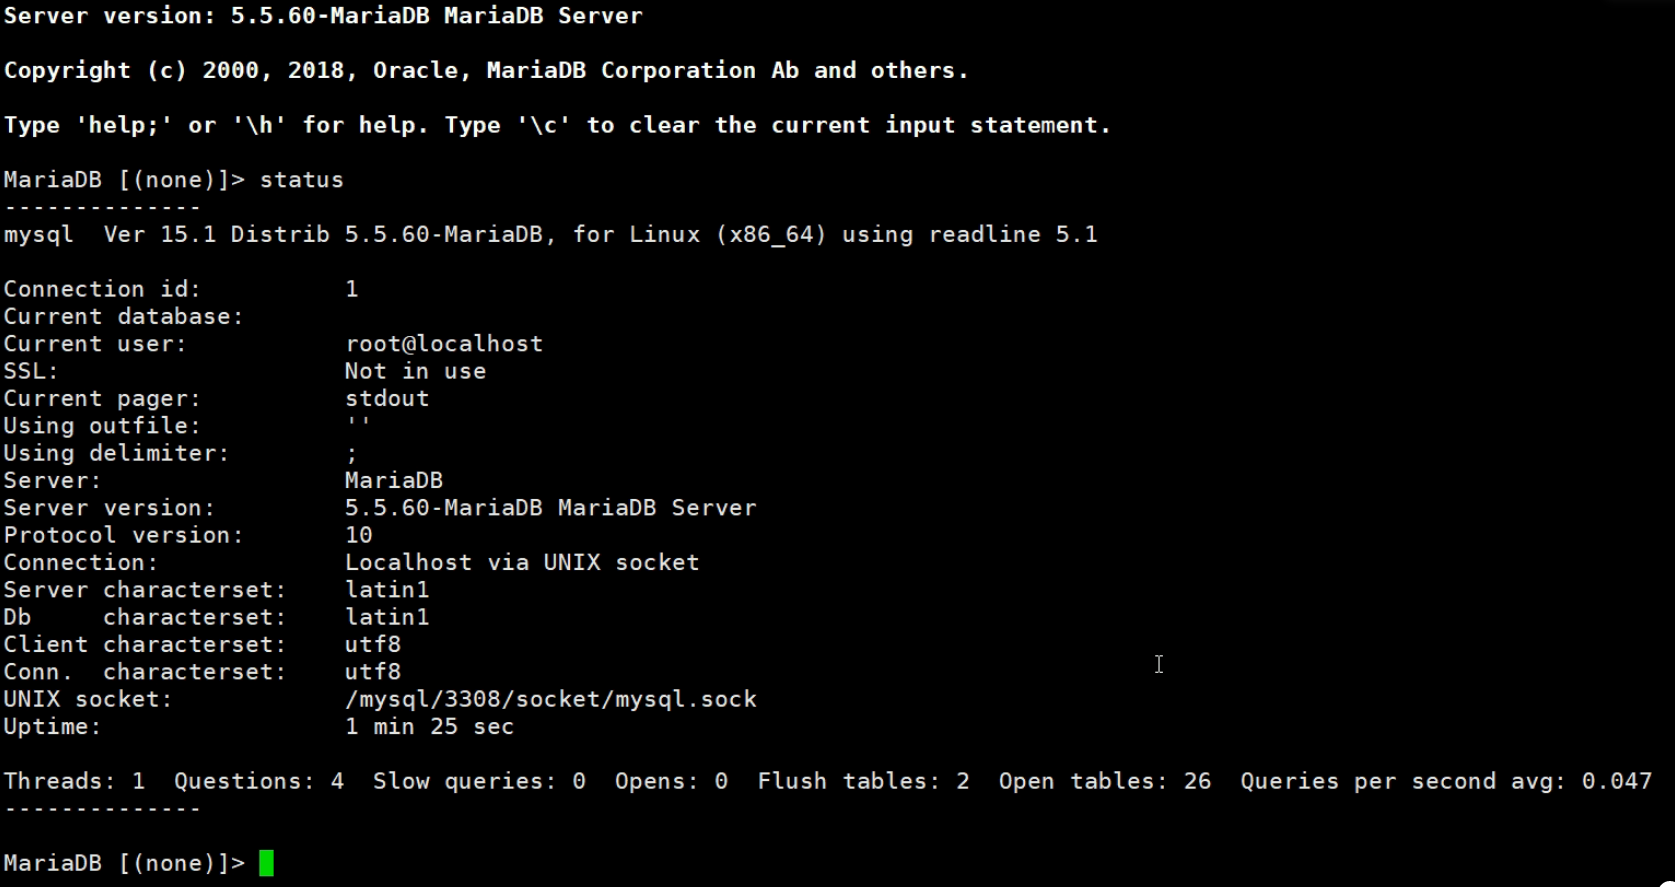 Server version: 5.5.60-MariaDB MariaDB Server
Copyright (c) 2000, 2018, Oracle, MariaDB Corporation Ab and others.
Type 'help;' or '\h' for help. Type '\c' to clear the current input statement.
MariaDB [(none)]> status
--------------
mysql  Ver 15.1 Distrib 5.5.60-MariaDB, for Linux (x86_64) using readline 5.1
Connection id:          1
Current database:
Current user:           root@localhost
SSL:                    Not in use
Current pager:          stdout
Using outfile:          ''
Using delimiter:        ;
Server:                 MariaDB
Server version:         5.5.60-MariaDB MariaDB Server
Protocol version:       10
Connection:             Localhost via UNIX socket
Server characterset:    latin1
Db     characterset:    latin1
Client characterset:    utf8
Conn.  characterset:    utf8
UNIX socket:            /mysql/3308/socket/mysql.sock
Uptime:                 1 min 25 sec
Threads: 1  Questions: 4  Slow queries: 0  Opens: 0  Flush tables: 2  Open tables: 26  Queries per second avg: 0.047
--------------
MariaDB [(none)]>